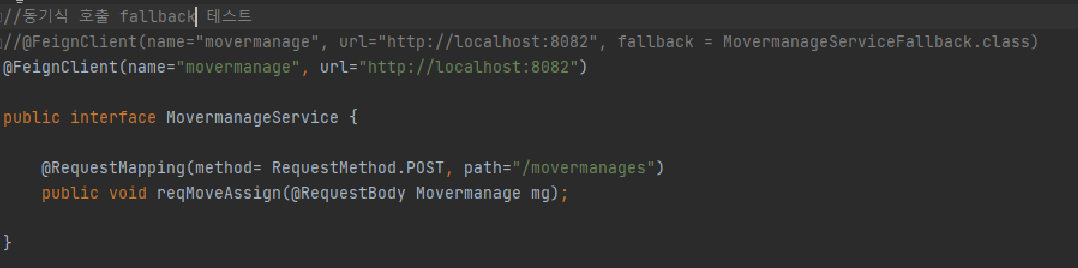 //동기식 호출 fallback 테스트
//@FeignClient(name="movermanage", url="http://localhost:8082", fallback = MovermanageServiceFallback.class)
@FeignClient(name="movermanage", url="http://localhost:8082")
public interface MovermanageService {
@RequestMapping(method= RequestMethod.POST, path="/movermanages")
public void reqMoveAssign(@RequestBody Movermanage mg);
}